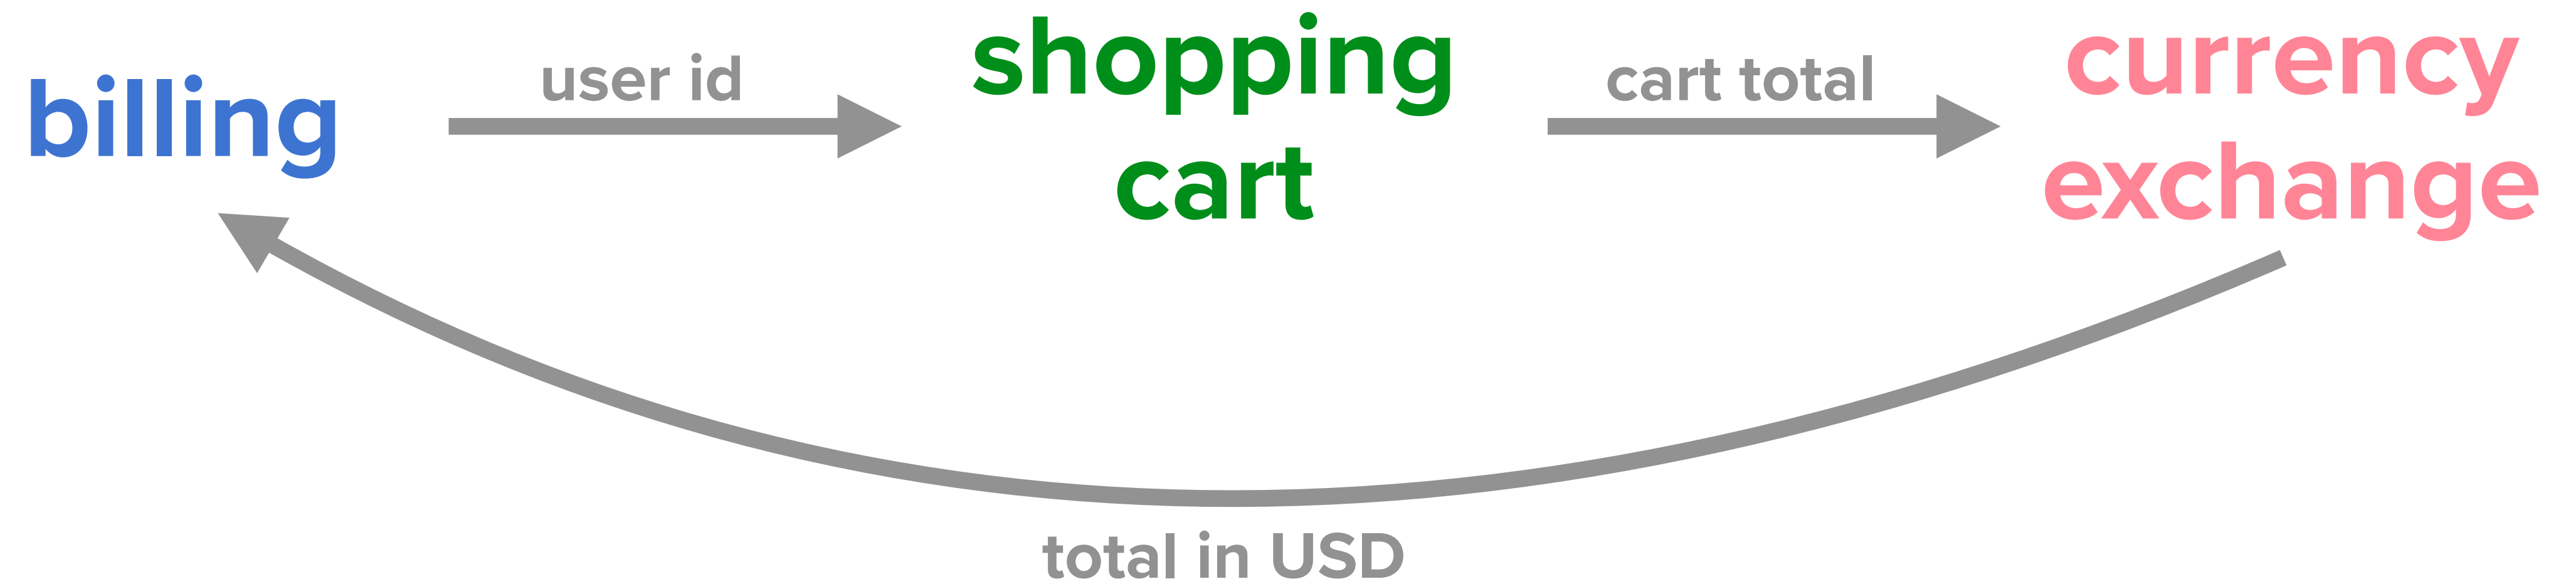 billing
user id
shopping
cart
cart total
currency
exchange
total in USD